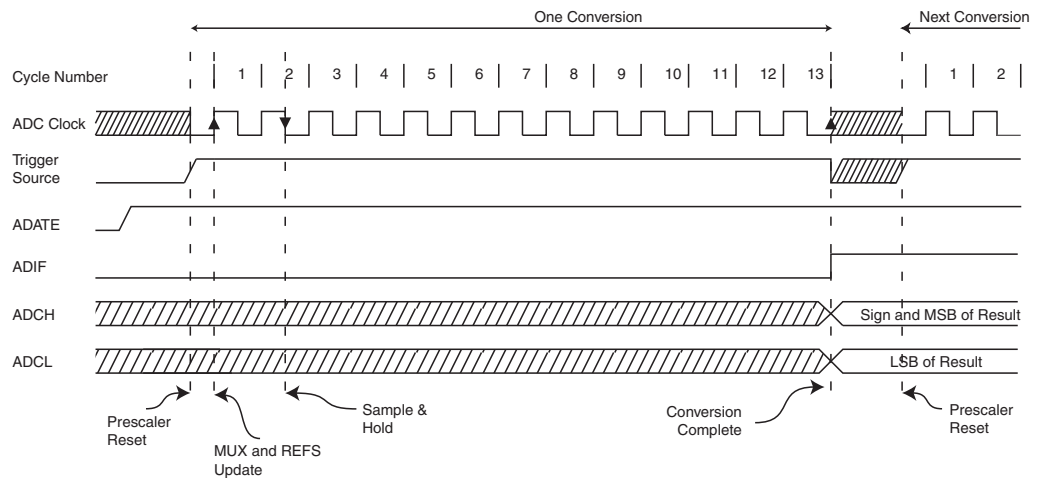 One Conversion
Next Conversion
Cycle Number
1 2 3 4 5 6 7 8 9 10 11 12 13 1 2
ADC Clock
Trigger
Source
ADATE
ADIF
ADCH
Sign and MSB of Result
ADCL
LSB of Result
Prescaler
Reset
MUX and REFS
Update
Sample &
Hold
Conversion
Complete
Prescaler
Reset